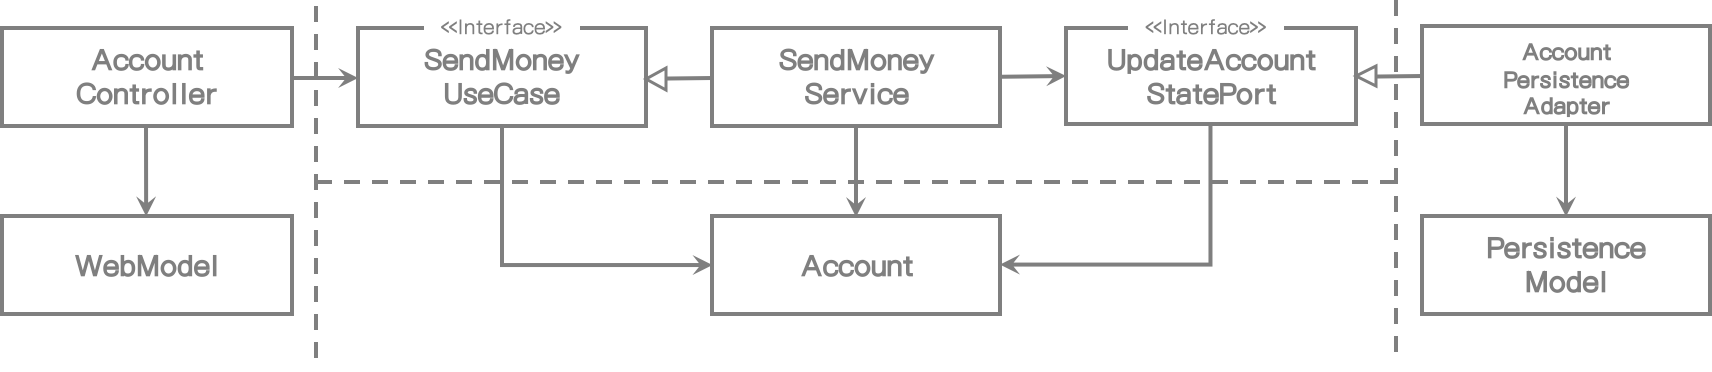 Account
Controller
<<Interface>>
SendMoney
UseCase
SendMoney
Service
<<Interface>>
UpdateAccount
StatePort
Account
Persistence
Adapter
WebModel
Account
Persistence
Model